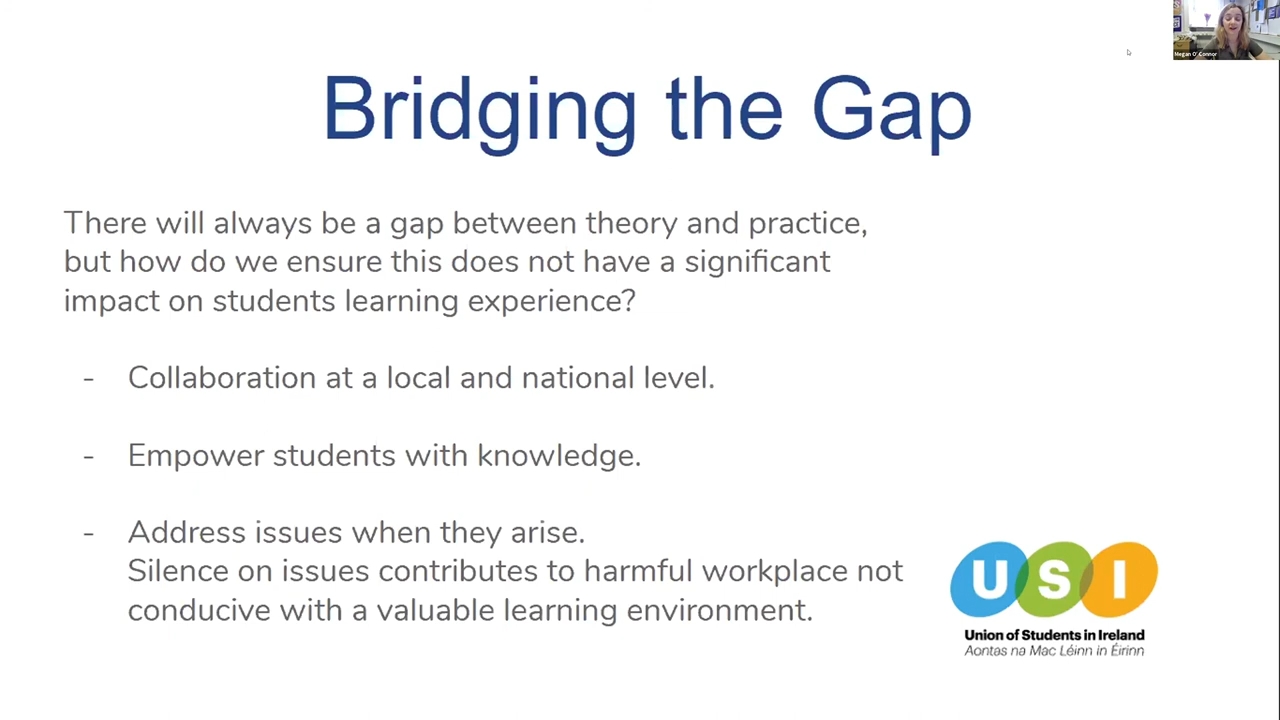 Megan O' Connor
Bridging the Gap
There will always be a gap between theory and practice,
but how do we ensure this does not have a significant
impact on students learning experience?
- Collaboration at a local and national level.
- Empower students with knowledge.
- Address issues when they arise.
Silence on issues contributes to harmful workplace not
conducive with a valuable learning environment.
USI
Union of Students in Ireland
Aontas na Mac Léinn in Éirinn